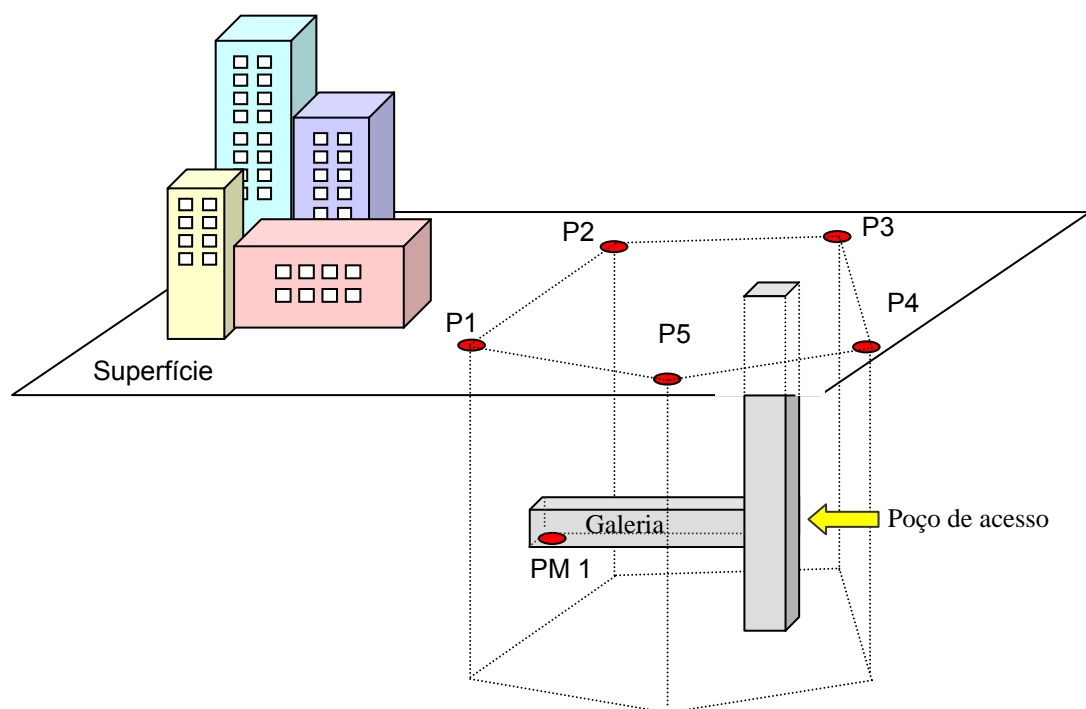 P2
P3
P1
P5
P4
Superfície
Galeria
Poço de acesso
PM 1